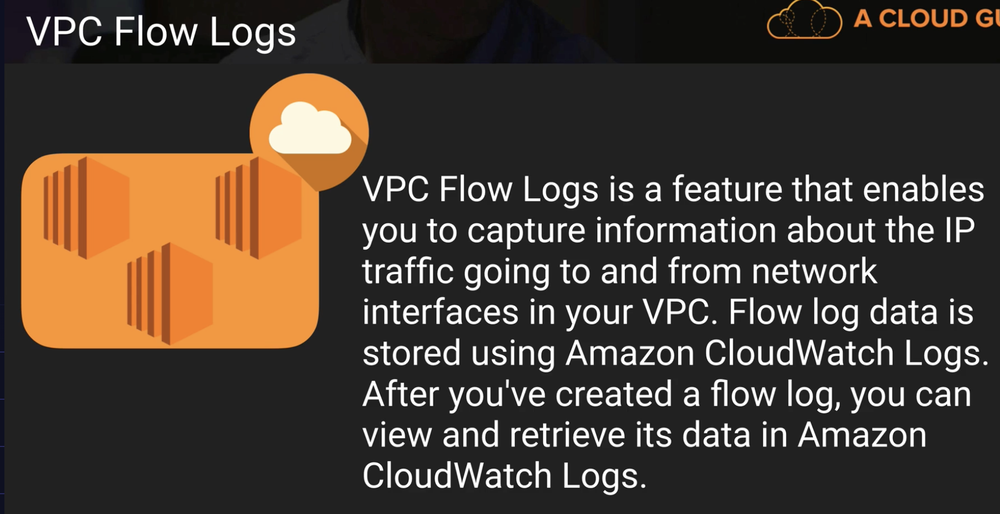 VPC Flow Logs
A CLOUD
VPC Flow Logs is a feature that enables
you to capture information about the IP
traffic going to and from network
interfaces in your VPC. Flow log data is
stored using Amazon CloudWatch Logs.
After you've created a flow log, you can
view and retrieve its data in Amazon
CloudWatch Logs.